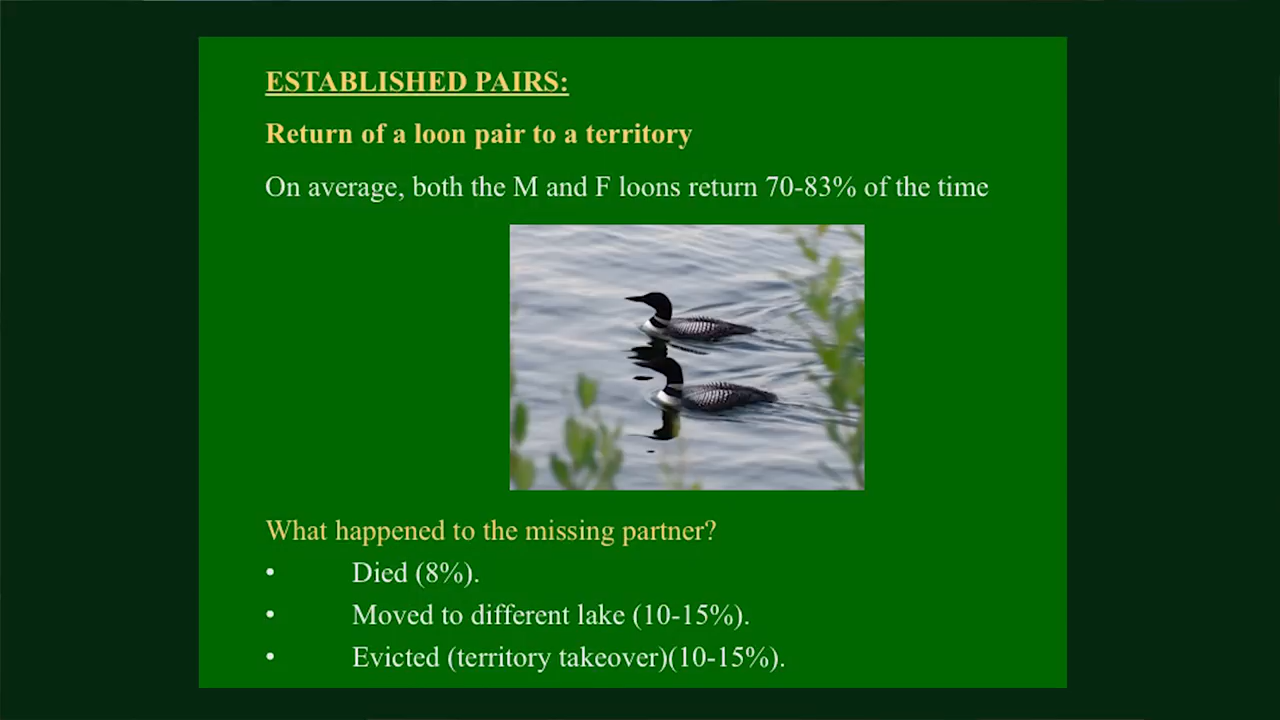 ESTABLISHED PAIRS:
Return of a loon pair to a territory
On average, both the M and F loons return 70-83% of the time
What happened to the missing partner?
• Died (8%).
• Moved to different lake (10-15%).
• Evicted (territory takeover)(10-15%).